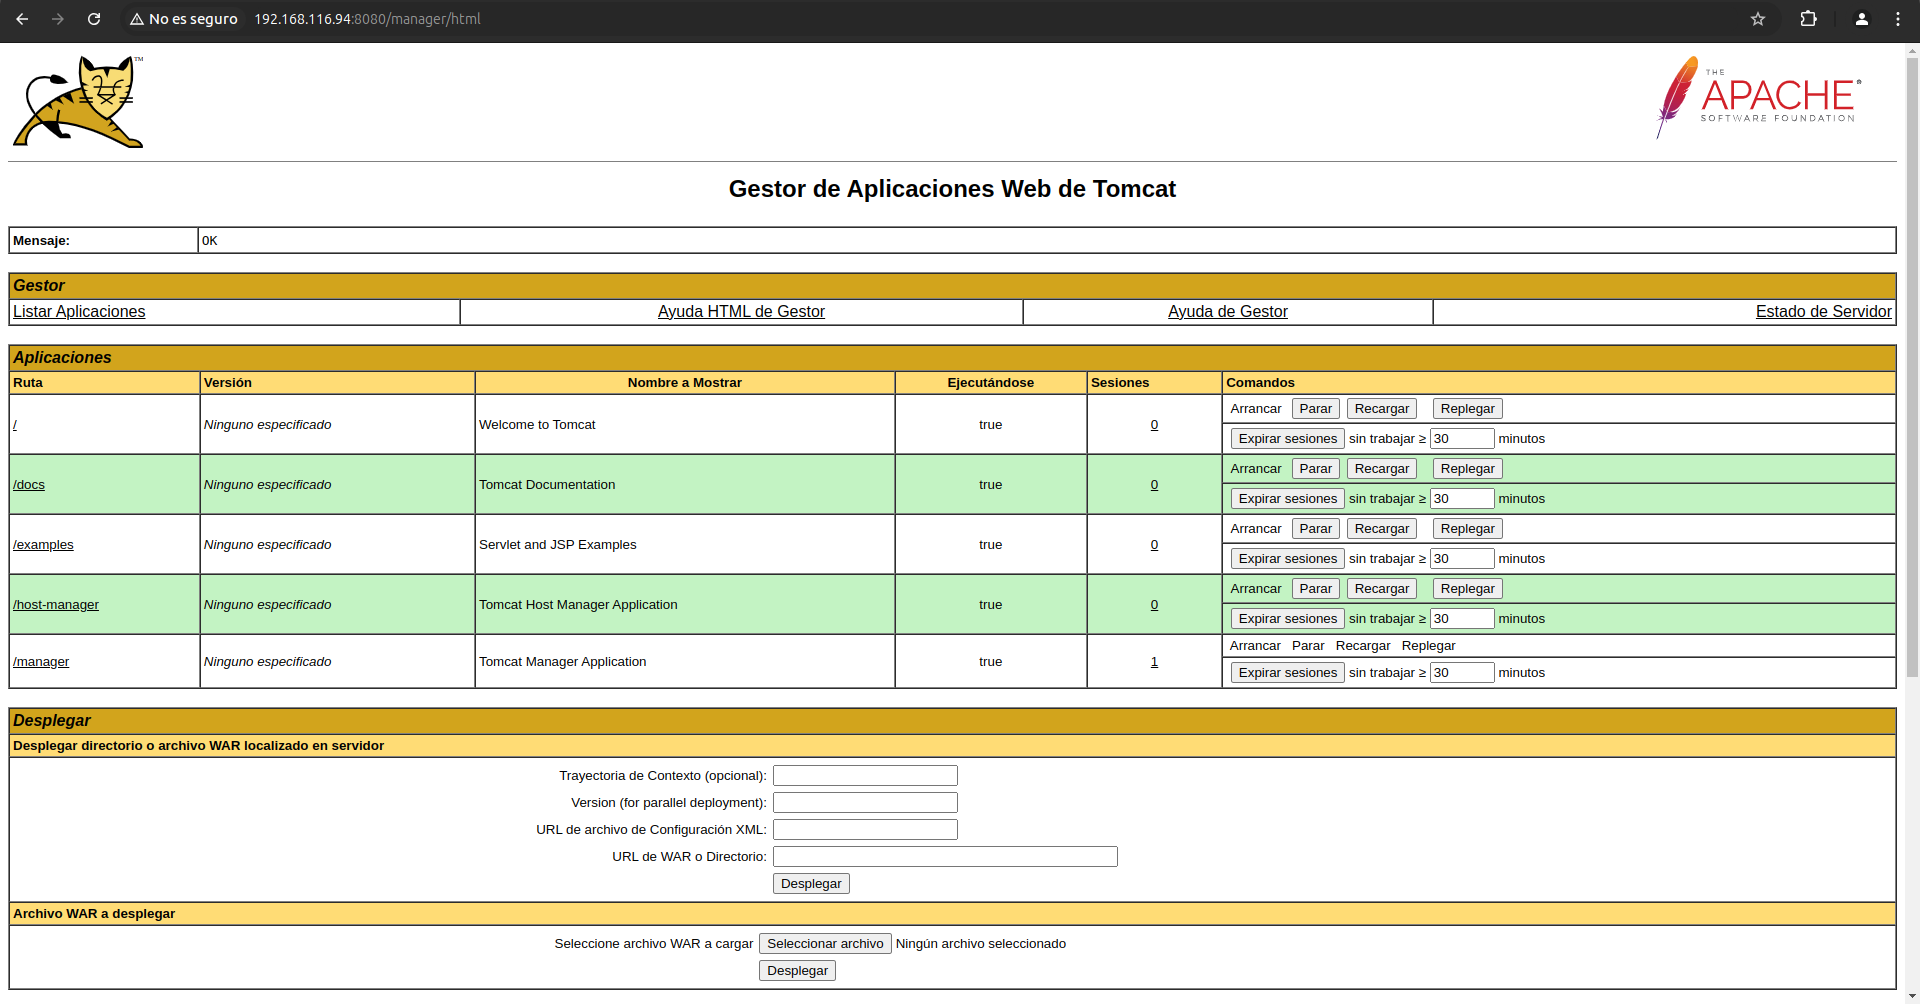 No es seguro 192.168.116.94:8080/manager/html
TM
THE
APACHE®
SOFTWARE FOUNDATION
Gestor de Aplicaciones Web de Tomcat
Mensaje: OK
Gestor
Listar Aplicaciones Ayuda HTML de Gestor Ayuda de Gestor Estado de Servidor
Aplicaciones
Ruta Versión Nombre a Mostrar Ejecutándose Sesiones Comandos
/ Ninguno especificado Welcome to Tomcat true 0 Arrancar Parar Recargar Replegar
Expirar sesiones sin trabajar ≥ 30 minutos
/docs Ninguno especificado Tomcat Documentation true 0 Arrancar Parar Recargar Replegar
Expirar sesiones sin trabajar ≥ 30 minutos
/examples Ninguno especificado Servlet and JSP Examples true 0 Arrancar Parar Recargar Replegar
Expirar sesiones sin trabajar ≥ 30 minutos
/host-manager Ninguno especificado Tomcat Host Manager Application true 0 Arrancar Parar Recargar Replegar
Expirar sesiones sin trabajar ≥ 30 minutos
/manager Ninguno especificado Tomcat Manager Application true 1 Arrancar Parar Recargar Replegar
Expirar sesiones sin trabajar ≥ 30 minutos
Desplegar
Desplegar directorio o archivo WAR localizado en servidor
Trayectoria de Contexto (opcional):
Version (for parallel deployment):
URL de archivo de Configuración XML:
URL de WAR o Directorio:
Desplegar
Archivo WAR a desplegar
Seleccione archivo WAR a cargar Seleccionar archivo Ningún archivo seleccionado
Desplegar